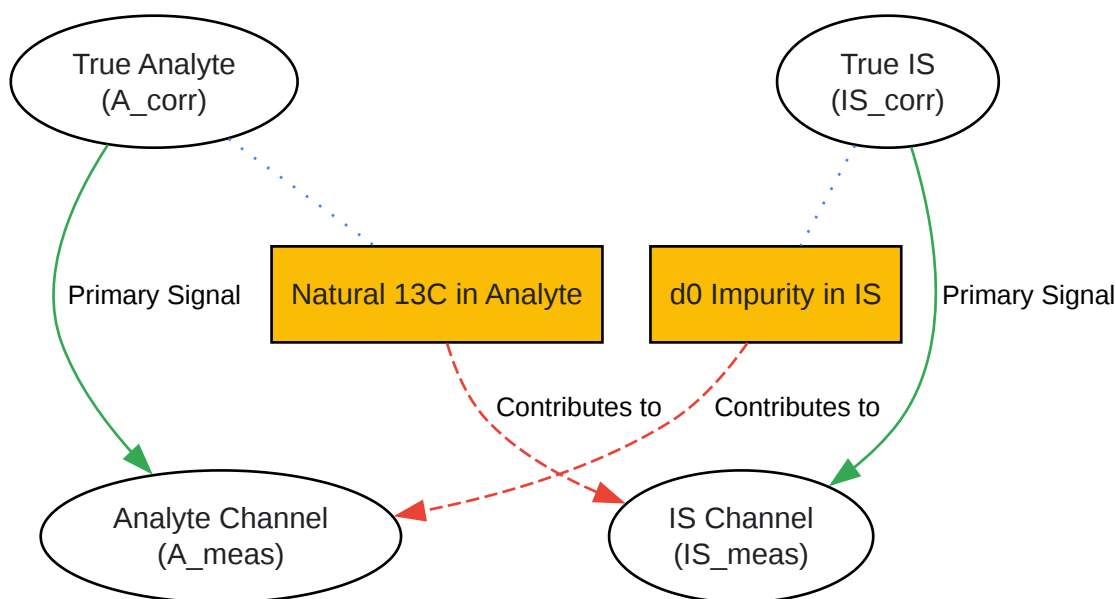 True Analyte
(A_corr)
True IS
(IS_corr)
Natural 13C in Analyte
d0 Impurity in IS
Primary Signal
Primary Signal
Contributes to
Contributes to
Analyte Channel
(A_meas)
IS Channel
(IS_meas)